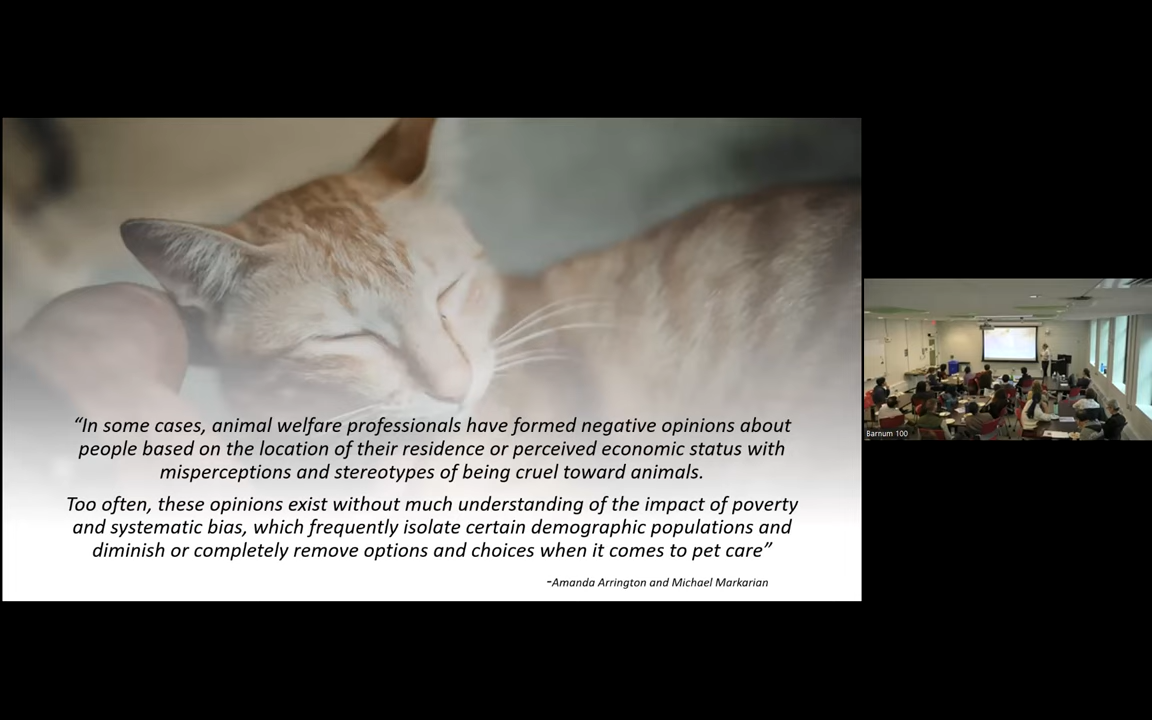 “In some cases, animal welfare professionals have formed negative opinions about
people based on the location of their residence or perceived economic status with
misperceptions and stereotypes of being cruel toward animals.
Too often, these opinions exist without much understanding of the impact of poverty
and systematic bias, which frequently isolate certain demographic populations and
diminish or completely remove options and choices when it comes to pet care”
-Amanda Arrington and Michael Markarian
Barnum 100